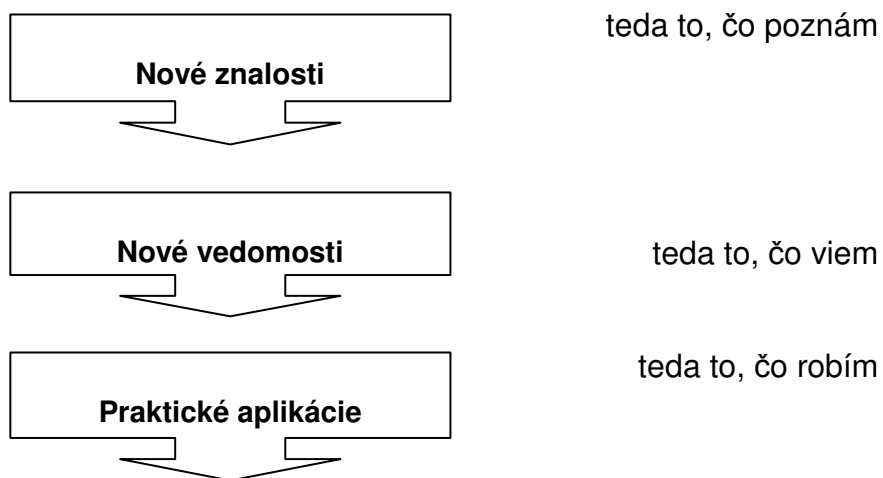 teda to, čo poznám
Nové znalosti
Nové vedomosti
teda to, čo viem
teda to, čo robím
Praktické aplikácie